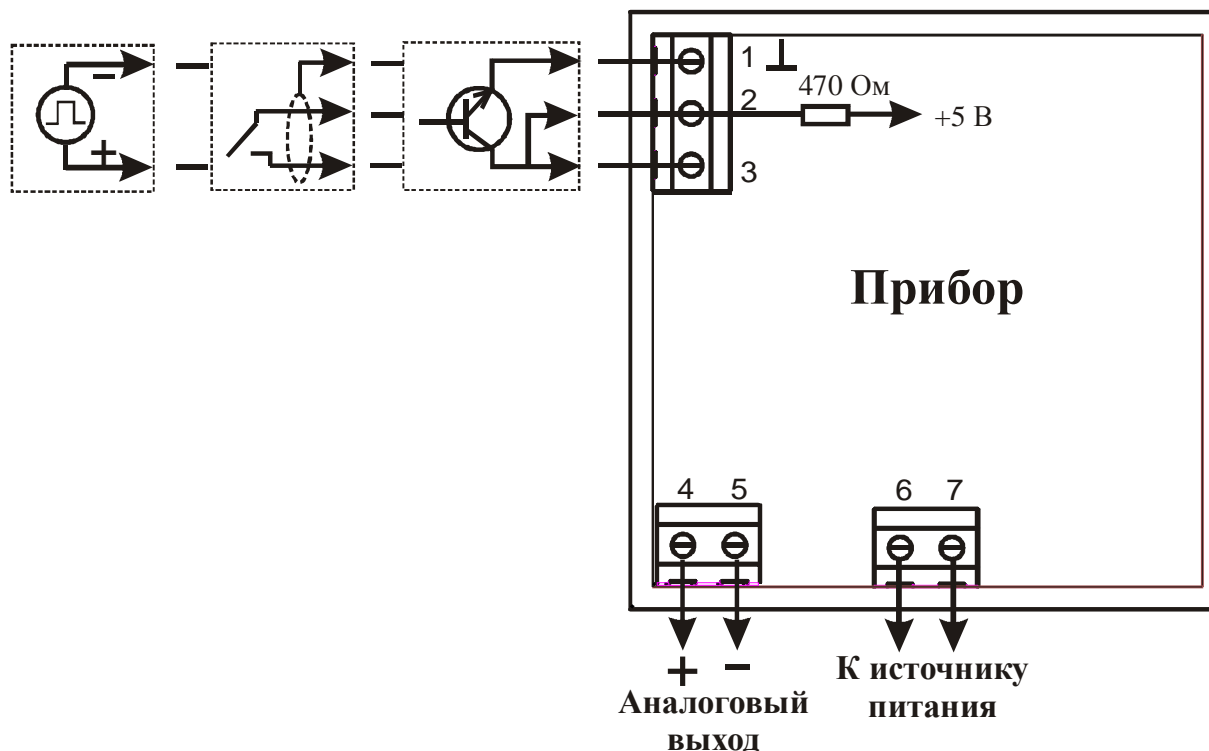 1
470 Ом
2
+5 В
3
Прибор
4 5
6 7
+ −
Аналоговый
выход
К источнику
питания
−
+